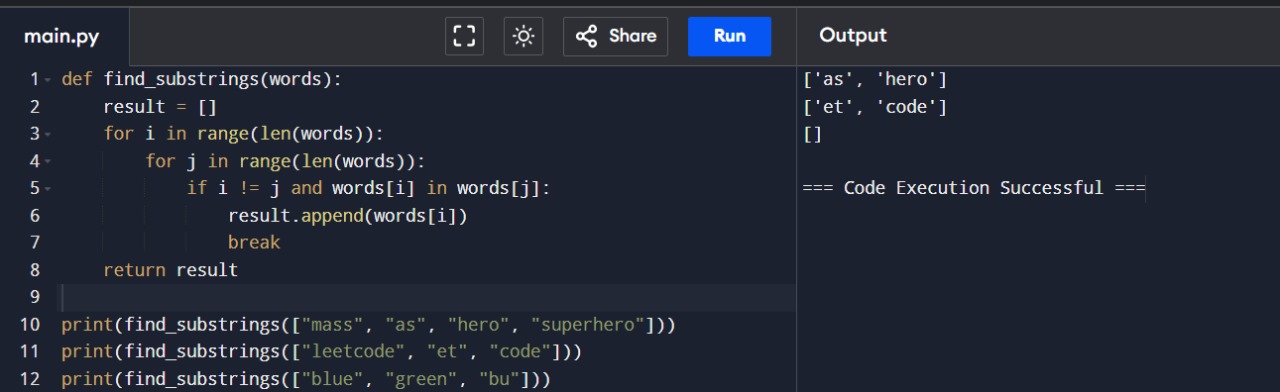 main.py Share Run Output
1 def find_substrings(words):
2     result = []
3     for i in range(len(words)):
4         for j in range(len(words)):
5             if i != j and words[i] in words[j]:
6                 result.append(words[i])
7                 break
8     return result
9
10 print(find_substrings(["mass", "as", "hero", "superhero"]))
11 print(find_substrings(["leetcode", "et", "code"]))
12 print(find_substrings(["blue", "green", "bu"]))
['as', 'hero']
['et', 'code']
[]
=== Code Execution Successful ===